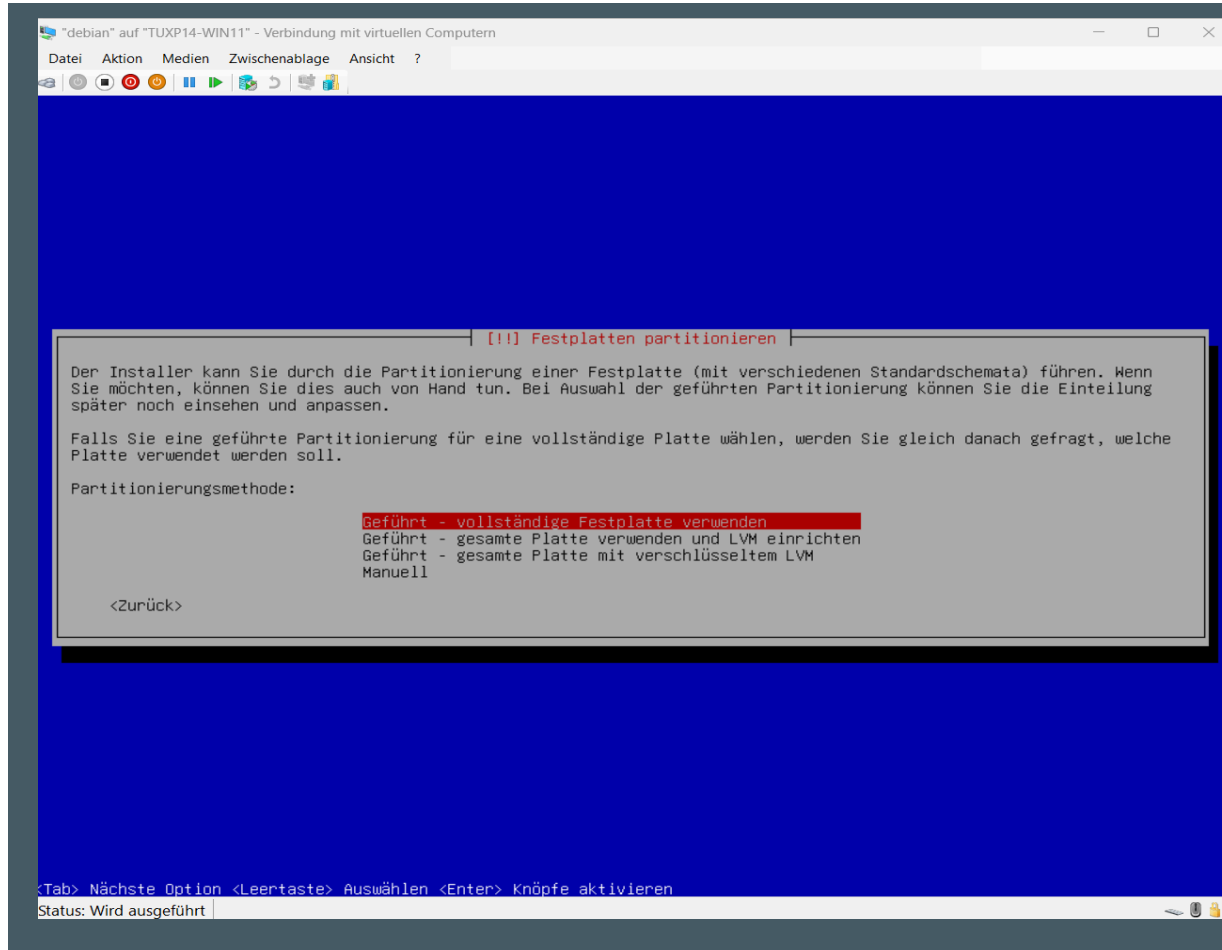 "debian" auf "TUXP14-WIN11" - Verbindung mit virtuellen Computern
Datei Aktion Medien Zwischenablage Ansicht ?
[!!] Festplatten partitionieren
Der Installer kann Sie durch die Partitionierung einer Festplatte (mit verschiedenen Standardschemata) führen. Wenn
Sie möchten, können Sie dies auch von Hand tun. Bei Auswahl der geführten Partitionierung können Sie die Einteilung
später noch einsehen und anpassen.
Falls Sie eine geführte Partitionierung für eine vollständige Platte wählen, werden Sie gleich danach gefragt, welche
Platte verwendet werden soll.
Partitionierungsmethode:
Geführt - vollständige Festplatte verwenden
Geführt - gesamte Platte verwenden und LVM einrichten
Geführt - gesamte Platte mit verschlüsseltem LVM
Manuell
<Zurück>
<Tab> Nächste Option <Leertaste> Auswählen <Enter> Knöpfe aktivieren
Status: Wird ausgeführt